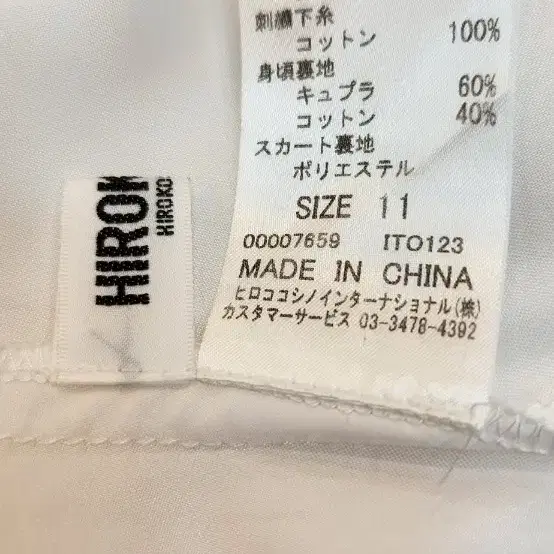 刺繍下糸
コットン 100%
身頃裏地
キュプラ 60%
コットン 40%
スカート裏地
ポリエステル
SIZE 11
00007659 ITO123
MADE IN CHINA
ヒロココシノインターナショナル(株)
カスタマーサービス 03-3478-4392
HIROK
HIROKO